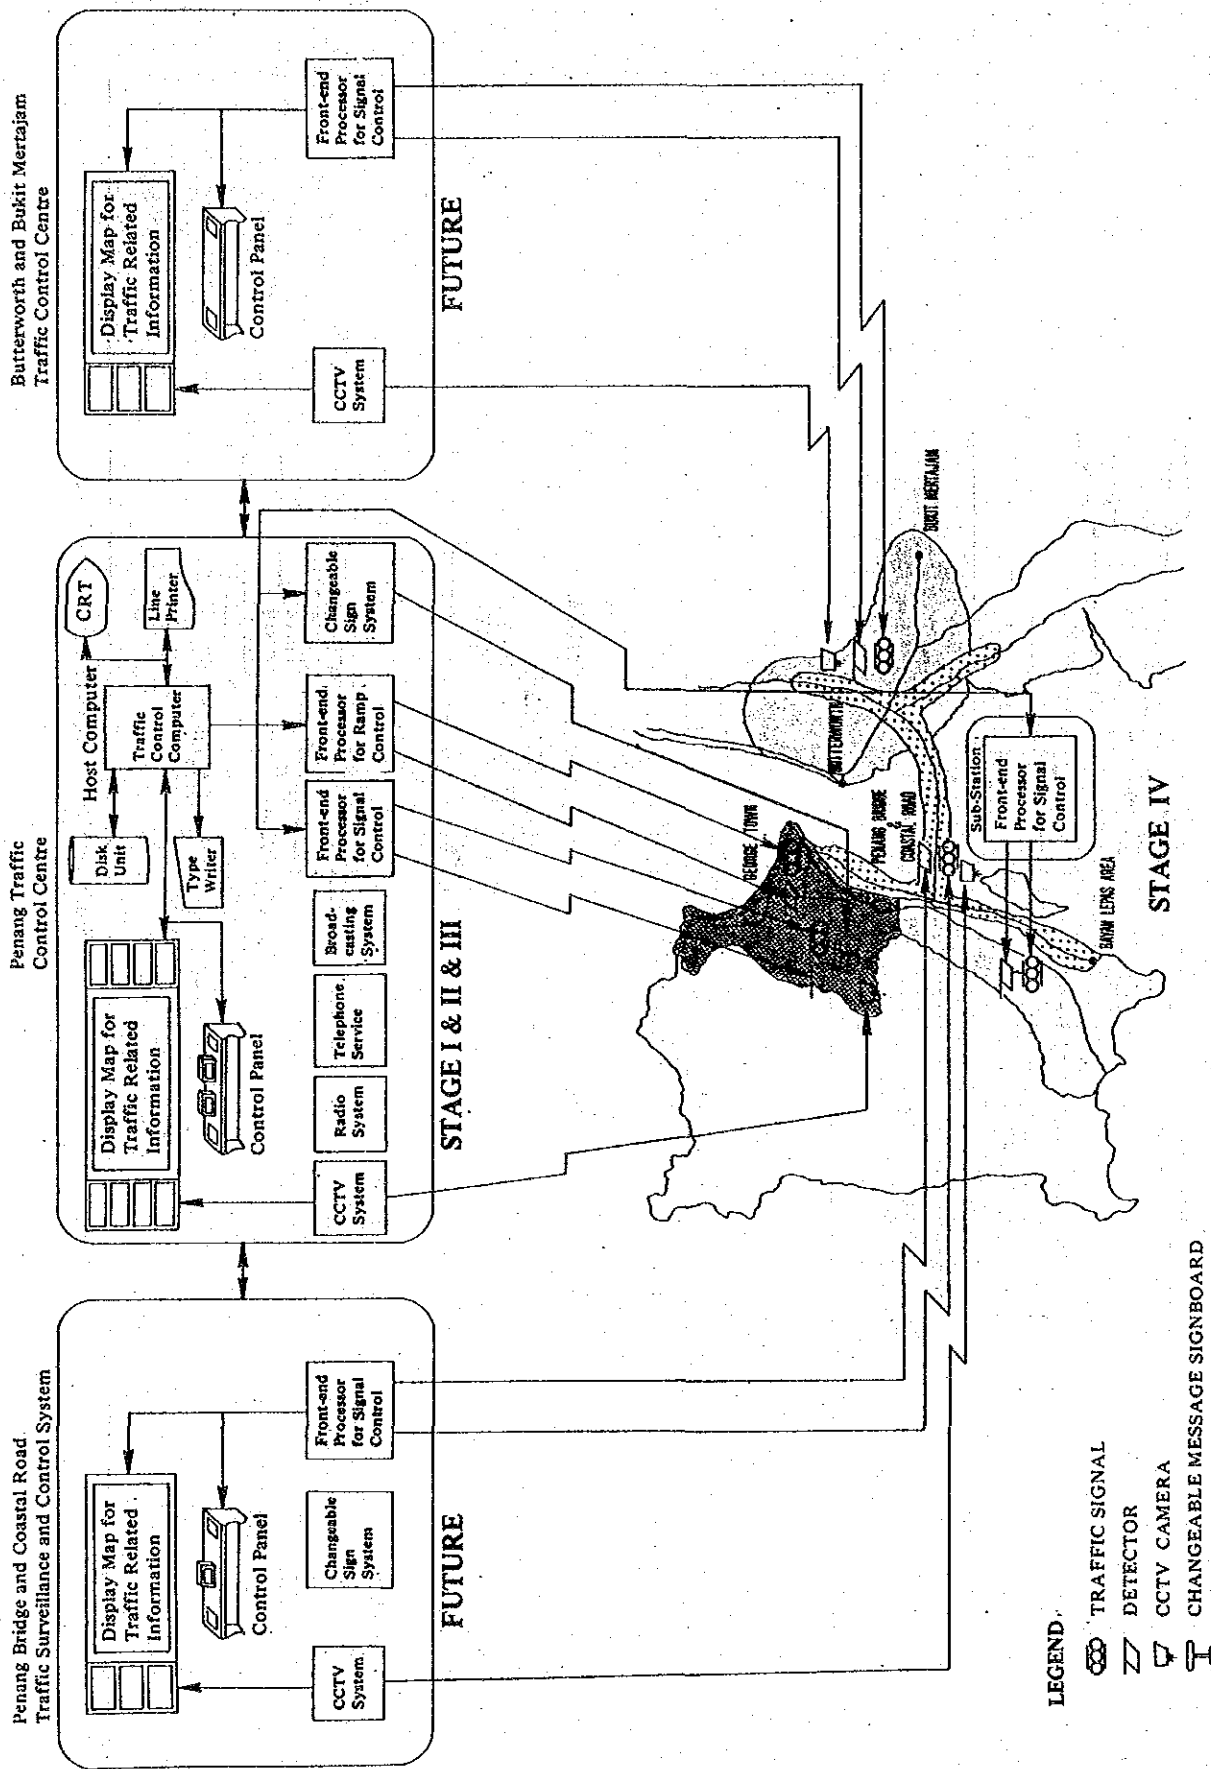 Penang Bridge and Coastal Road
Traffic Surveillance and Control System
Display Map for
Traffic Related
Information
Control Panel
CCTV
System
Changeable
Sign
System
Front-end
Processor
for Signal
Control
FUTURE
Penang Traffic
Control Centre
Display Map for
Traffic Related
Information
Control Panel
Disk
Unit
Type
Writer
Host Computer
Traffic
Control
Computer
CRT
Line
Printer
CCTV
System
Radio
System
Telephone
Service
Broad-
casting
System
Front-end
Processor
for Signal
Control
Front-end
Processor
for Ramp
Control
Changeable
Sign
System
STAGE I & II & III
Butterworth and Bukit Mertajam
Traffic Control Centre
Display Map for
Traffic Related
Information
Control Panel
CCTV
System
Front-end
Processor
for Signal
Control
FUTURE
GEORGE TOWN
BUTTERWORTH
BUKIT MERTAJAM
PENANG BRIDGE
&
COASTAL ROAD
BAYAN LEPAS AREA
Sub-Station
Front-end
Processor
for Signal
Control
STAGE IV
LEGEND
TRAFFIC SIGNAL
DETECTOR
CCTV CAMERA
CHANGEABLE MESSAGE SIGNBOARD